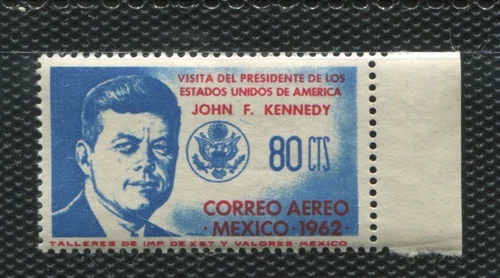 VISITA DEL PRESIDENTE DE LOS
ESTADOS UNIDOS DE AMERICA
JOHN F. KENNEDY
80 CTS
CORREO AEREO
· MEXICO · 1962 ·
TALLERES DE IMP. DE EST. Y VALORES MEXICO